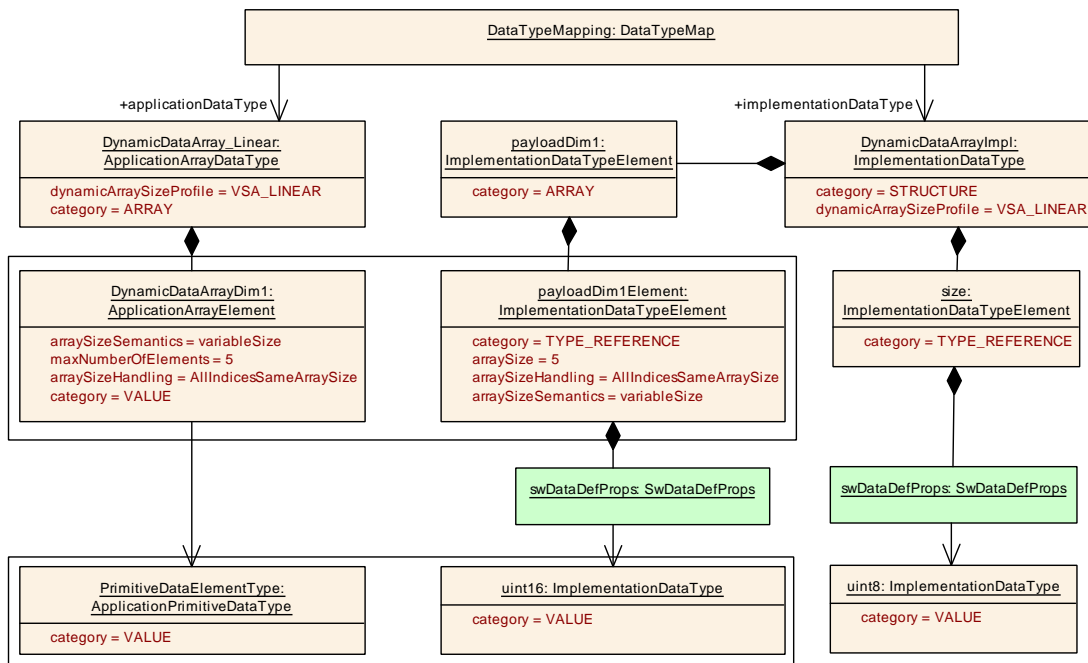 DataTypeMapping: DataTypeMap
+applicationDataType
+implementationDataType
DynamicDataArray_Linear:
ApplicationArrayDataType
dynamicArraySizeProfile = VSA_LINEAR
category = ARRAY
payloadDim1:
ImplementationDataTypeElement
category = ARRAY
DynamicDataArrayImpl:
ImplementationDataType
category = STRUCTURE
dynamicArraySizeProfile = VSA_LINEAR
DynamicDataArrayDim1:
ApplicationArrayElement
arraySizeSemantics = variableSize
maxNumberOfElements = 5
arraySizeHandling = AllIndicesSameArraySize
category = VALUE
payloadDim1Element:
ImplementationDataTypeElement
category = TYPE_REFERENCE
arraySize = 5
arraySizeHandling = AllIndicesSameArraySize
arraySizeSemantics = variableSize
size:
ImplementationDataTypeElement
category = TYPE_REFERENCE
swDataDefProps: SwDataDefProps
swDataDefProps: SwDataDefProps
PrimitiveDataElementType:
ApplicationPrimitiveDataType
category = VALUE
uint16: ImplementationDataType
category = VALUE
uint8: ImplementationDataType
category = VALUE